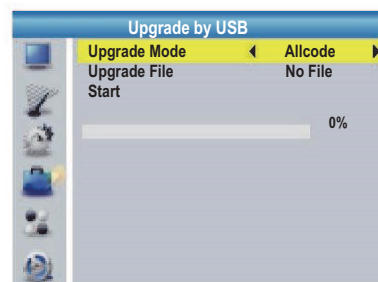 Upgrade by USB
Upgrade Mode Allcode
Upgrade File No File
Start
0%